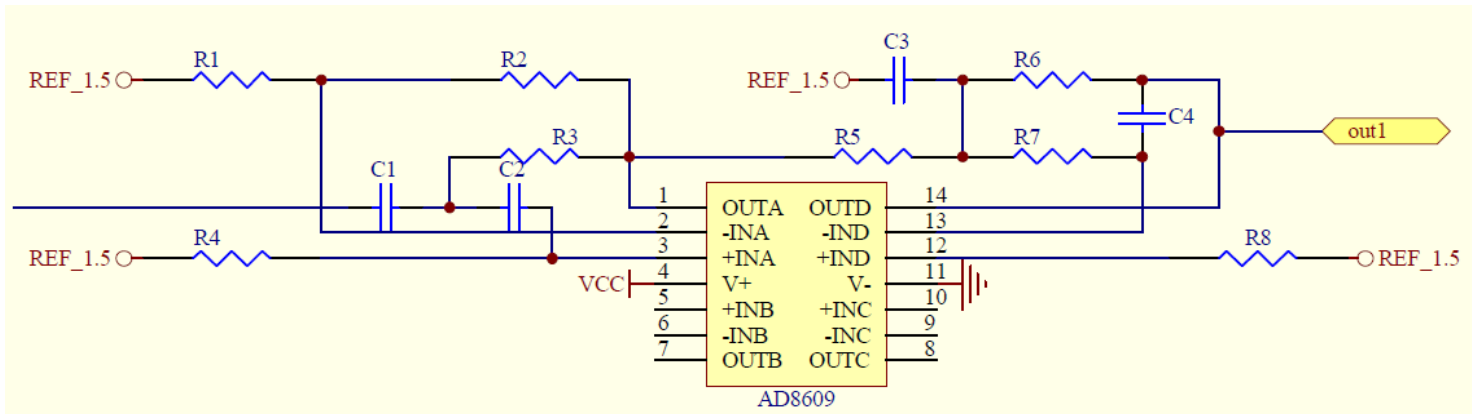 C3
R1 R2 R6
REF_1.5 REF_1.5
C4
out1
R3 R5 R7
C1 C2
1 OUTA OUTD 14
2 -INA -IND 13
R4 R8
REF_1.5 3 +INA +IND 12 REF_1.5
VCC 4 V+ V- 11
5 +INB +INC 10
6 -INB -INC 9
7 OUTB OUTC 8
AD8609